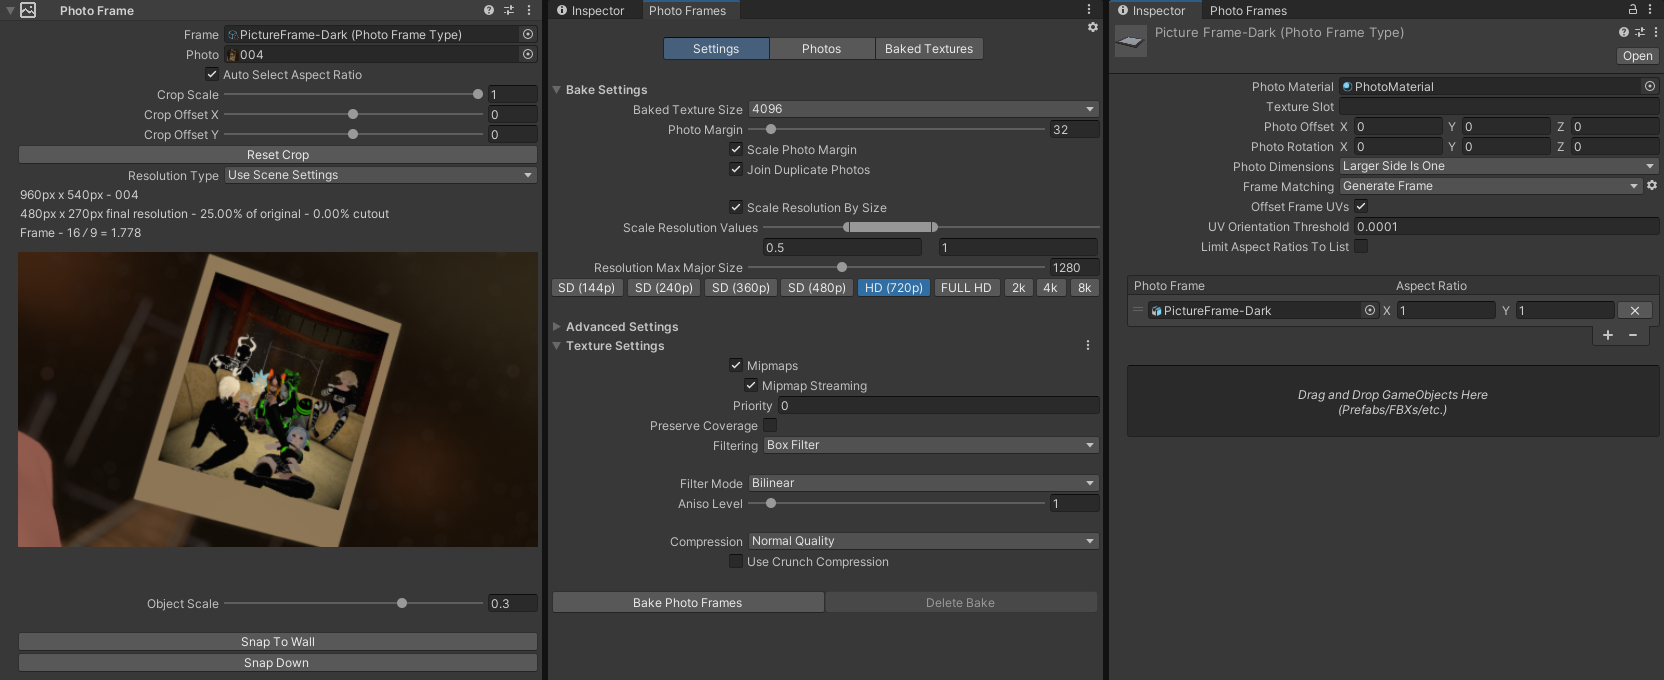 Photo Frame
Frame PictureFrame-Dark (Photo Frame Type)
Photo 004
Auto Select Aspect Ratio
Crop Scale 1
Crop Offset X 0
Crop Offset Y 0
Reset Crop
Resolution Type Use Scene Settings
960px x 540px - 004
480px x 270px final resolution - 25.00% of original - 0.00% cutout
Frame - 16 / 9 = 1.778
Object Scale 0.3
Snap To Wall
Snap Down
Inspector Photo Frames
Settings Photos Baked Textures
Bake Settings
Baked Texture Size 4096
Photo Margin 32
Scale Photo Margin
Join Duplicate Photos
Scale Resolution By Size
Scale Resolution Values
0.5 1
Resolution Max Major Size 1280
SD (144p) SD (240p) SD (360p) SD (480p) HD (720p) FULL HD 2k 4k 8k
Advanced Settings
Texture Settings
Mipmaps
Mipmap Streaming
Priority 0
Preserve Coverage
Filtering Box Filter
Filter Mode Bilinear
Aniso Level 1
Compression Normal Quality
Use Crunch Compression
Bake Photo Frames Delete Bake
Inspector Photo Frames
Picture Frame-Dark (Photo Frame Type)
Open
Photo Material PhotoMaterial
Texture Slot
Photo Offset X 0 Y 0 Z 0
Photo Rotation X 0 Y 0 Z 0
Photo Dimensions Larger Side Is One
Frame Matching Generate Frame
Offset Frame UVs
UV Orientation Threshold 0.0001
Limit Aspect Ratios To List
Photo Frame Aspect Ratio
PictureFrame-Dark X 1 Y 1
Drag and Drop GameObjects Here
(Prefabs/FBXs/etc.)